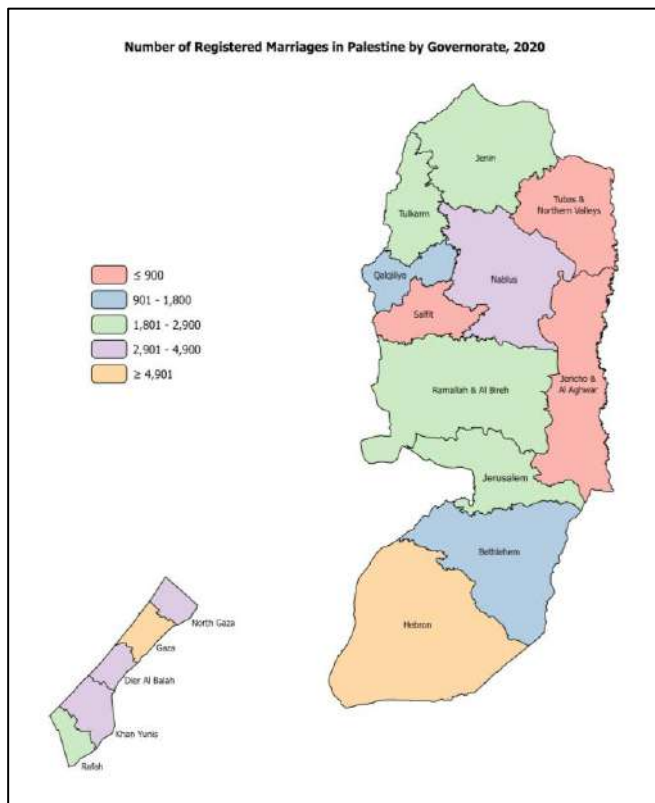 Number of Registered Marriages in Palestine by Governorate, 2020
Jenin
Tubas &
Northern Valleys
Tulkarm
Qalqiliya
Nablus
Salfit
≤ 900
901 - 1,800
1,801 - 2,900
2,901 - 4,900
≥ 4,901
Ramallah & Al Bireh
Jericho &
Al Aghwar
Jerusalem
Bethlehem
Hebron
North Gaza
Gaza
Dier Al Balah
Khan Yunis
Rafah